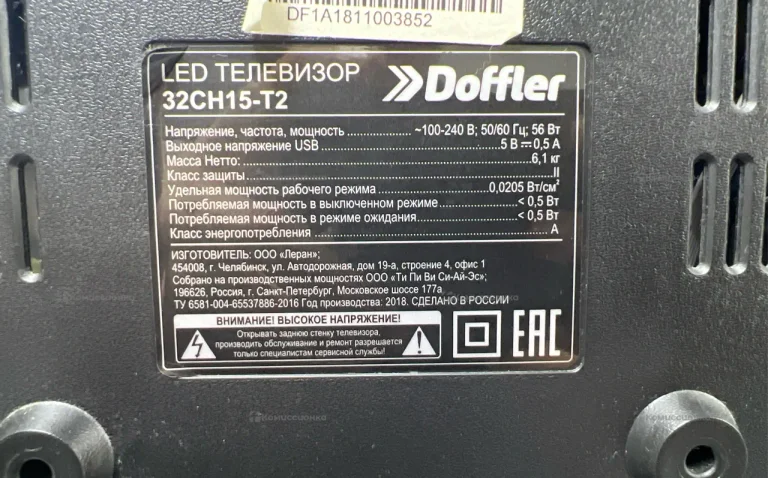 DF1A1811003852
LED ТЕЛЕВИЗОР
32CH15-T2
Doffler
Напряжение, частота, мощность ~100-240 В; 50/60 Гц; 56 Вт
Выходное напряжение USB 5 В 0,5 А
Масса Нетто: 6,1 кг
Класс защиты II
Удельная мощность рабочего режима 0,0205 Вт/см²
Потребляемая мощность в выключенном режиме < 0,5 Вт
Потребляемая мощность в режиме ожидания < 0,5 Вт
Класс энергопотребления A
ИЗГОТОВИТЕЛЬ: ООО «Леран»;
454008, г. Челябинск, ул. Автодорожная, дом 19-а, строение 4, офис 1
Собрано на производственных мощностях ООО «Ти Пи Ви Си-Ай-Эс»;
196626, Россия, г. Санкт-Петербург, Московское шоссе 177а.
ТУ 6581-004-65537886-2016 Год производства: 2018. СДЕЛАНО В РОССИИ
ВНИМАНИЕ! ВЫСОКОЕ НАПРЯЖЕНИЕ!
Открывать заднюю стенку телевизора,
производить обслуживание и ремонт разрешается
только специалистам сервисной службы!
EAC
Комиссионка
Комиссионка